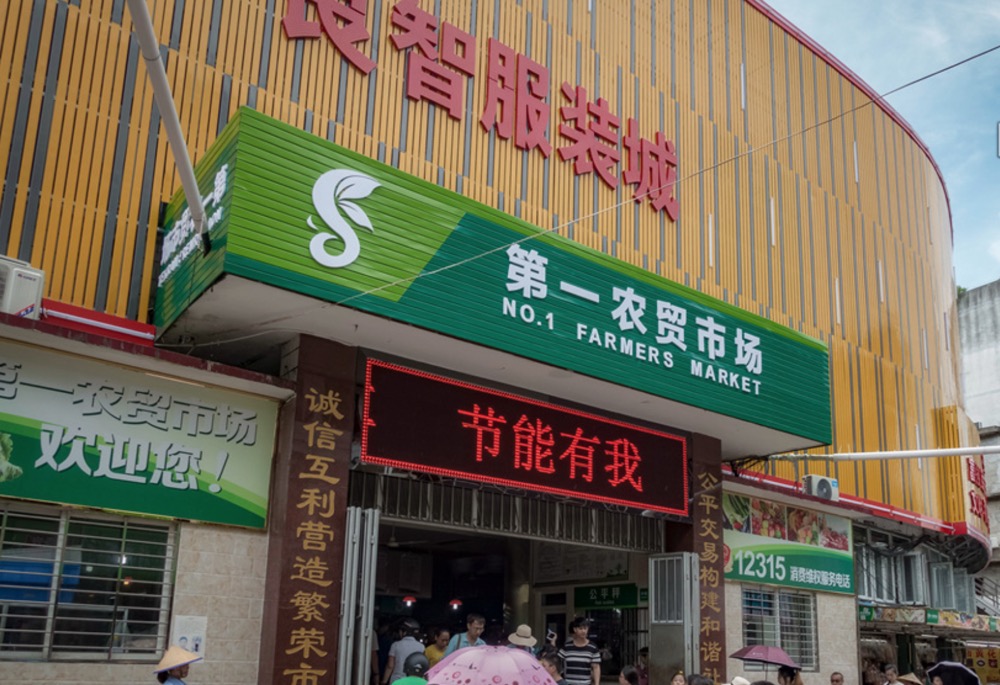 良智服装城
第一农贸市场
NO.1 FARMERS MARKET
节能有我
第一农贸市场
欢迎您！
诚信互利营造繁荣市
公平交易构建和谐
12315 消费维权服务电话
公平秤